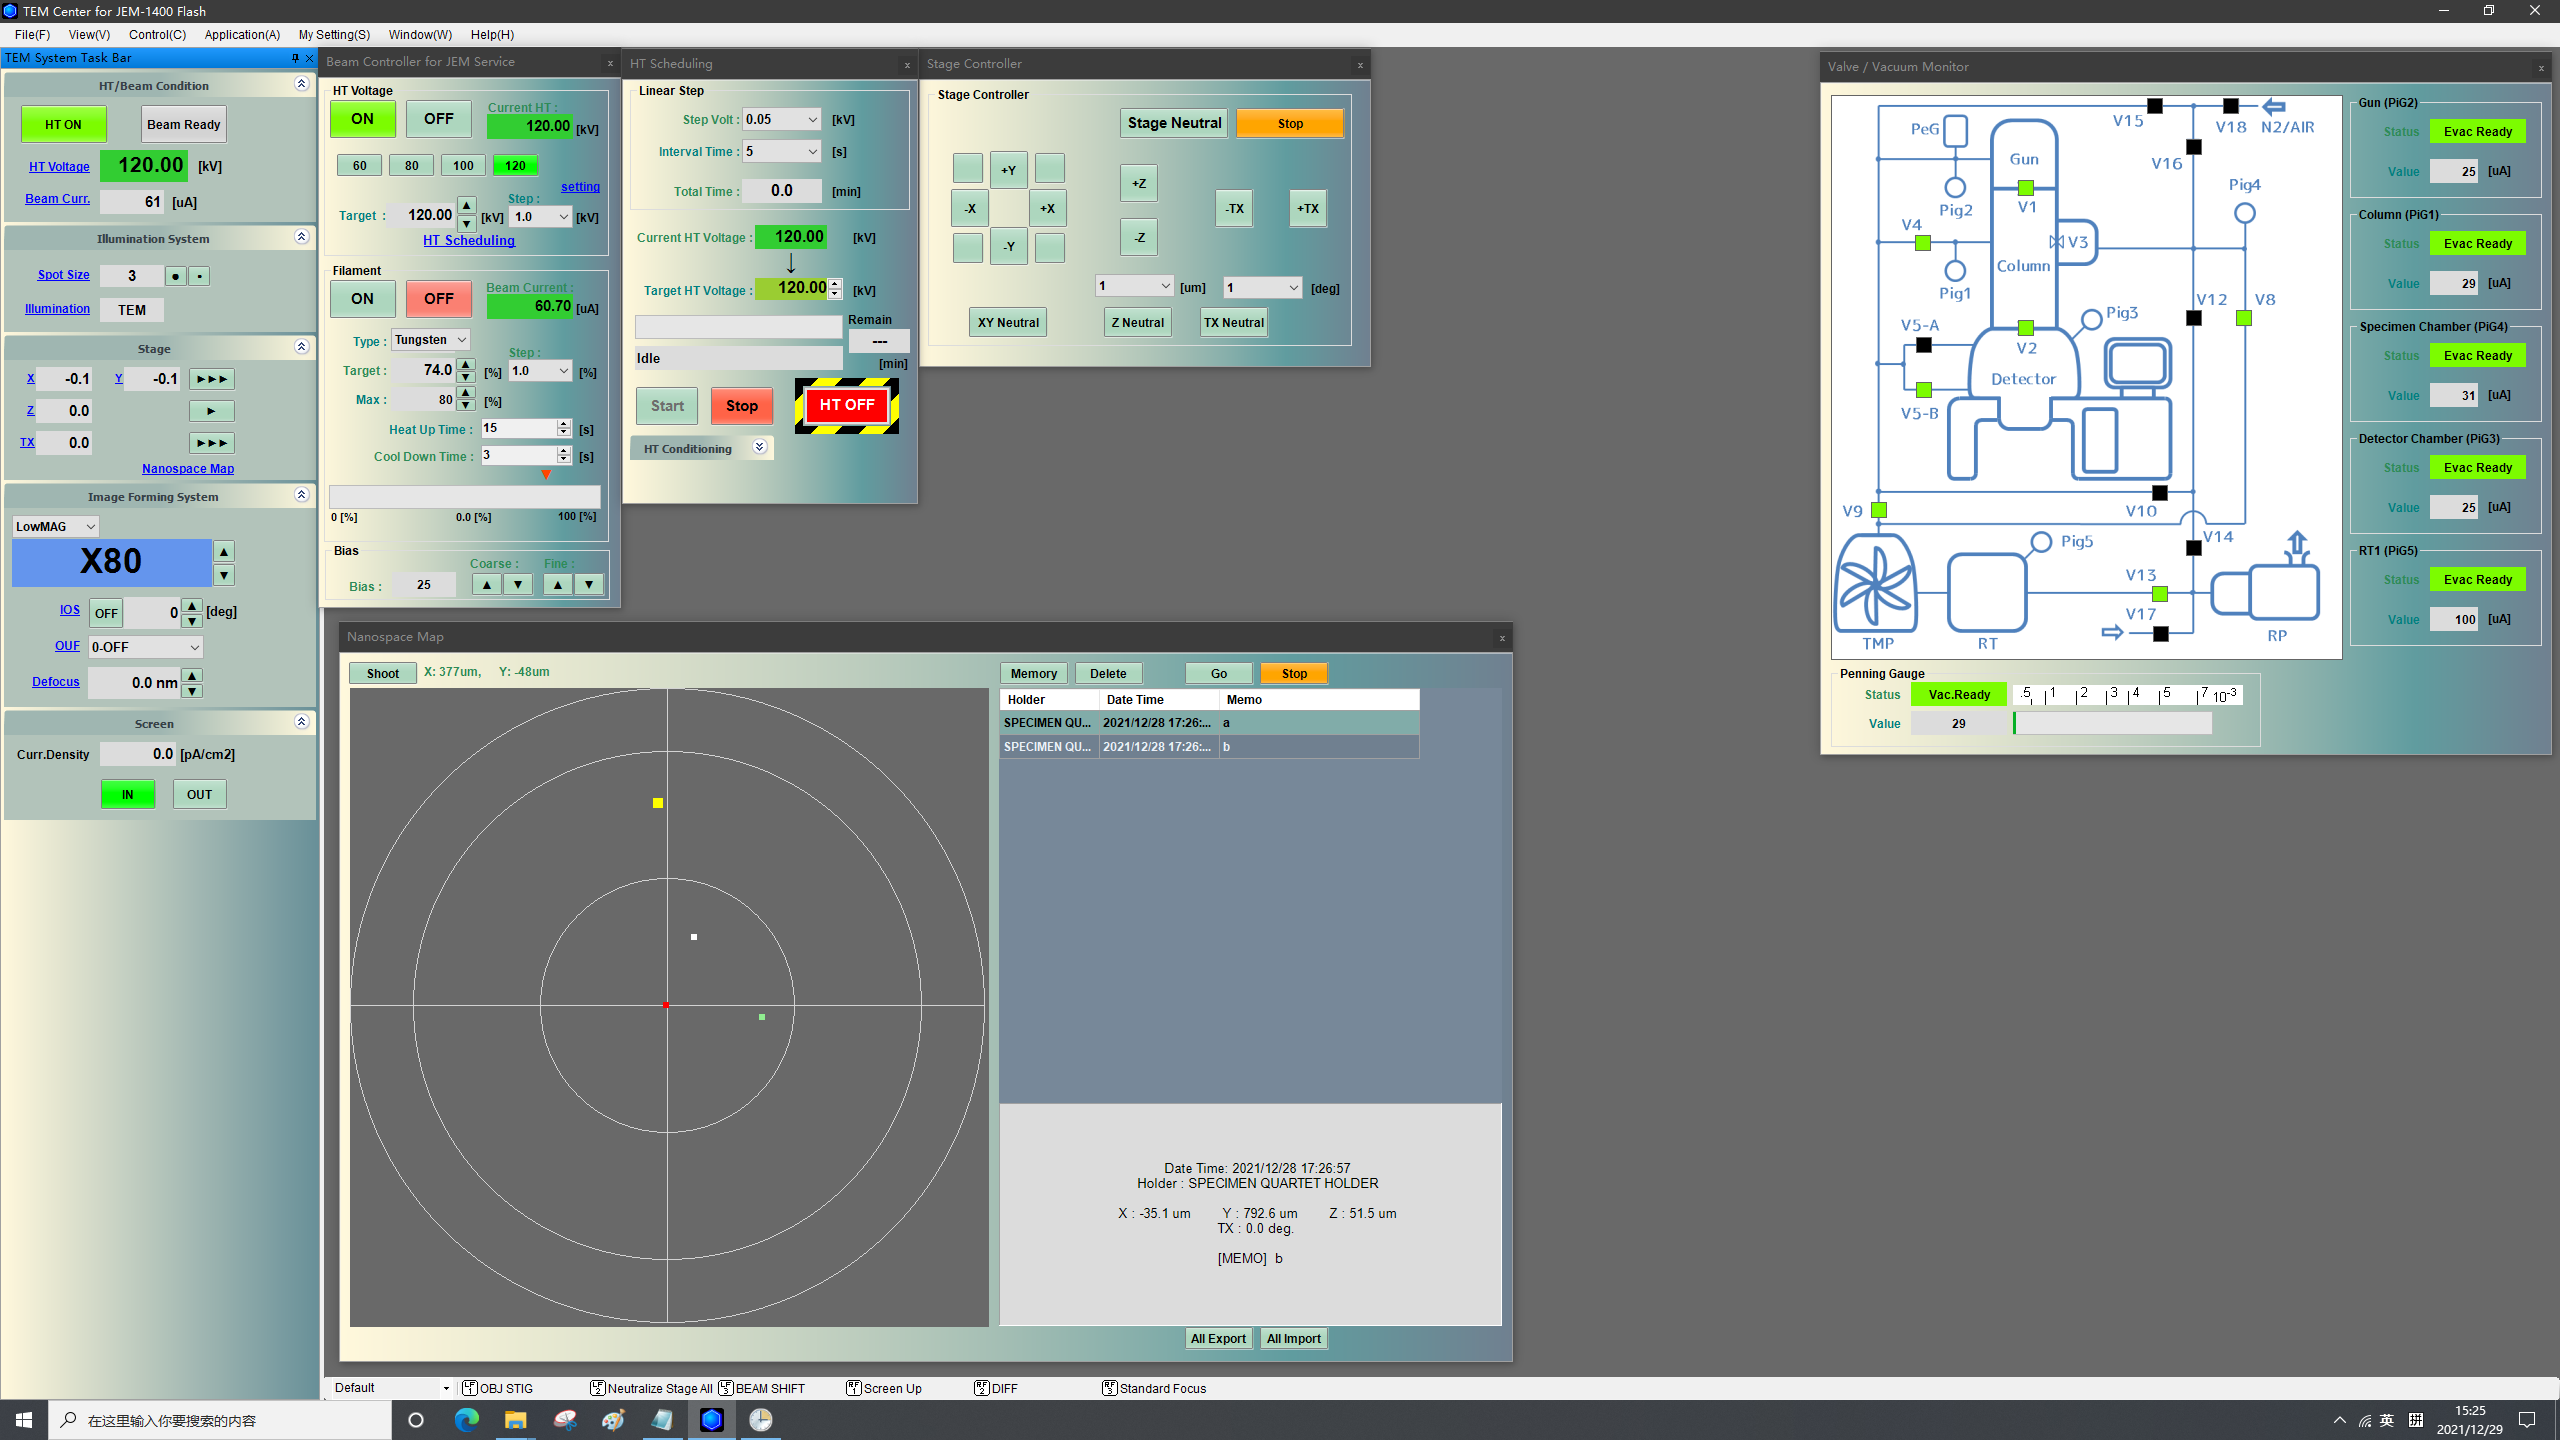 TEM Center for JEM-1400 Flash
File(F) View(V) Control(C) Application(A) My Setting(S) Window(W) Help(H)
TEM System Task Bar
HT/Beam Condition
HT ON Beam Ready
HT Voltage 120.00 [kV]
Beam Curr. 61 [uA]
Illumination System
Spot Size 3
Illumination TEM
Stage
X -0.1 Y -0.1
Z 0.0
TX 0.0
Nanospace Map
Image Forming System
LowMAG
X80
IOS OFF 0 [deg]
OUF 0-OFF
Defocus 0.0 nm
Screen
Curr.Density 0.0 [pA/cm2]
IN OUT
Beam Controller for JEM Service
HT Voltage
ON OFF Current HT :
120.00 [kV]
60 80 100 120
setting
Target : 120.00 [kV] Step : 1.0 [kV]
HT Scheduling
Filament
ON OFF Beam Current :
60.70 [uA]
Type : Tungsten
Step :
Target : 74.0 [%] 1.0 [%]
Max : 80 [%]
Heat Up Time : 15 [s]
Cool Down Time : 3 [s]
0 [%] 0.0 [%] 100 [%]
Bias
Coarse : Fine :
Bias : 25
HT Scheduling
Linear Step
Step Volt : 0.05 [kV]
Interval Time : 5 [s]
Total Time : 0.0 [min]
Current HT Voltage : 120.00 [kV]
Target HT Voltage : 120.00 [kV]
Remain
---
Idle
[min]
Start Stop HT OFF
HT Conditioning
Stage Controller
Stage Controller
Stage Neutral Stop
+Y
+Z
-X +X -TX +TX
-Y -Z
1 [um] 1 [deg]
XY Neutral Z Neutral TX Neutral
Valve / Vacuum Monitor
PeG Gun V15 V18 N2/AIR
V16
Pig2 V1 Pig4
V4 V3
Column
Pig1 V12 V8
V5-A Pig3
V2
Detector
V5-B
V9 V10
V14
Pig5
V13
V17
TMP RT RP
Gun (PiG2)
Status Evac Ready
Value 25 [uA]
Column (PiG1)
Status Evac Ready
Value 29 [uA]
Specimen Chamber (PiG4)
Status Evac Ready
Value 31 [uA]
Detector Chamber (PiG3)
Status Evac Ready
Value 25 [uA]
RT1 (PiG5)
Status Evac Ready
Value 100 [uA]
Penning Gauge
Status Vac.Ready .5 1 2 3 4 5 7 10-3
Value 29
Nanospace Map
Shoot X: 377um, Y: -48um
Memory Delete Go Stop
Holder Date Time Memo
SPECIMEN QU... 2021/12/28 17:26:... a
SPECIMEN QU... 2021/12/28 17:26:... b
Date Time: 2021/12/28 17:26:57
Holder : SPECIMEN QUARTET HOLDER
X : -35.1 um Y : 792.6 um Z : 51.5 um
TX : 0.0 deg.
[MEMO] b
All Export All Import
Default LF1 OBJ STIG LF2 Neutralize Stage All LF3 BEAM SHIFT RF1 Screen Up RF2 DIFF RF3 Standard Focus
在这里输入你要搜索的内容
英 拼 15:25
2021/12/29